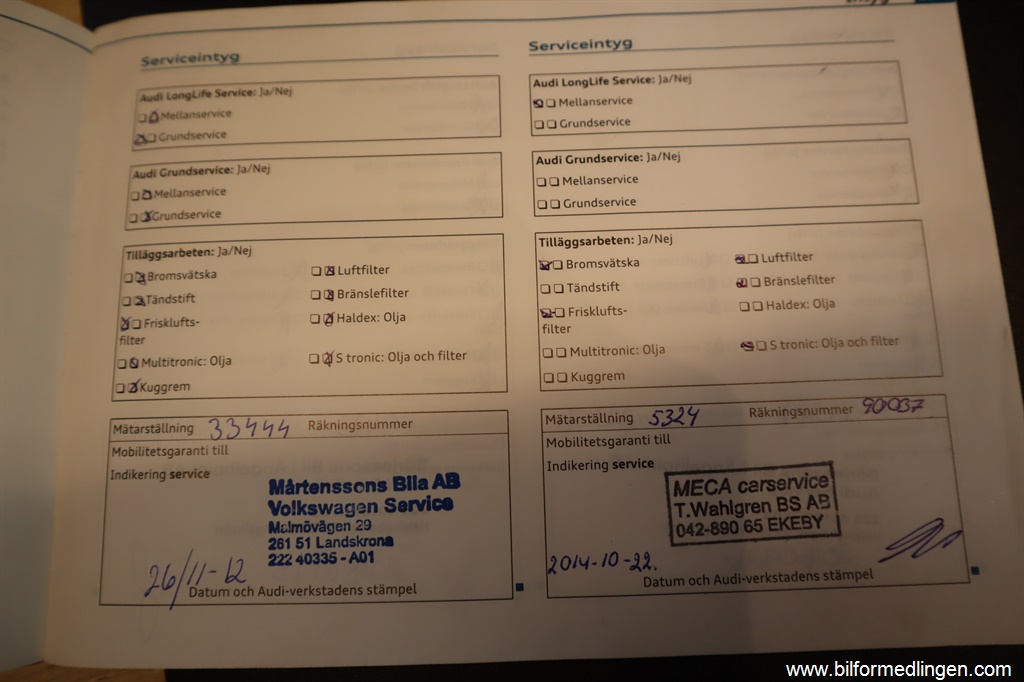 Serviceintyg
Audi LongLife Service: Ja/Nej
Mellanservice
Grundservice
Audi Grundservice: Ja/Nej
Mellanservice
Grundservice
Tilläggsarbeten: Ja/Nej
Bromsvätska
Luftfilter
Tändstift
Bränslefilter
Frisklufts-
filter
Haldex: Olja
Multitronic: Olja
S tronic: Olja och filter
Kuggrem
Mätarställning 33444 Räkningsnummer
Mobilitetsgaranti till
Indikering service
Mårtenssons Bila AB
Volkswagen Service
Malmövägen 29
261 51 Landskrona
222 40335 - A01
26/11-12
Datum och Audi-verkstadens stämpel
Serviceintyg
Audi LongLife Service: Ja/Nej
Mellanservice
Grundservice
Audi Grundservice: Ja/Nej
Mellanservice
Grundservice
Tilläggsarbeten: Ja/Nej
Bromsvätska
Luftfilter
Tändstift
Bränslefilter
Frisklufts-
filter
Haldex: Olja
Multitronic: Olja
S tronic: Olja och filter
Kuggrem
Mätarställning 5324 Räkningsnummer 90037
Mobilitetsgaranti till
Indikering service
MECA carservice
T.Wahlgren BS AB
042-890 65 EKEBY
2014-10-22.
Datum och Audi-verkstadens stämpel
www.bilformedlingen.com